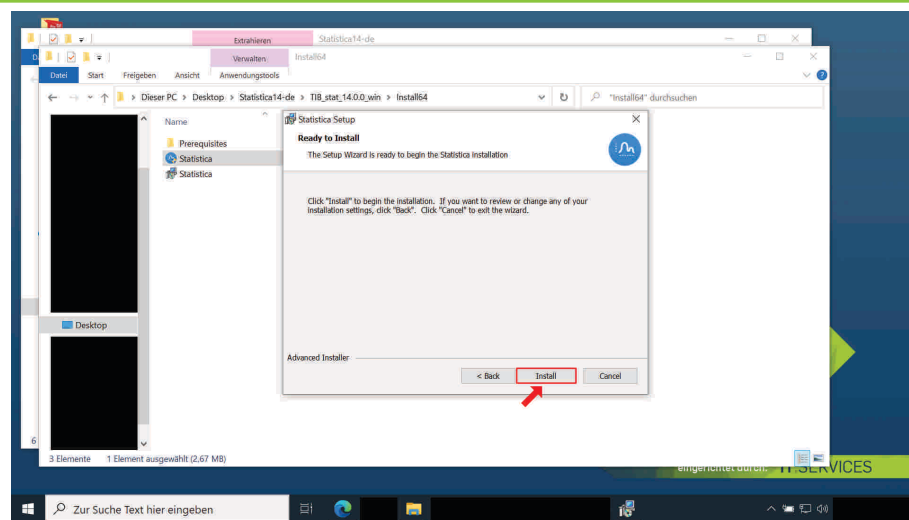 Extrahieren
Statistica14-de
Verwalten
Install64
Datei Start Freigeben Ansicht Anwendungstools
Dieser PC > Desktop > Statistica14-de > TIB_stat_14.0.0_win > Install64
"Install64" durchsuchen
Name
Prerequisites
Statistica
Statistica
Desktop
Statistica Setup
Ready to Install
The Setup Wizard is ready to begin the Statistica installation
Click "Install" to begin the installation. If you want to review or change any of your
installation settings, click "Back". Click "Cancel" to exit the wizard.
Advanced Installer
< Back Install Cancel
6
3 Elemente 1 Element ausgewählt (2,67 MB)
eingerichtet durch:
Zur Suche Text hier eingeben